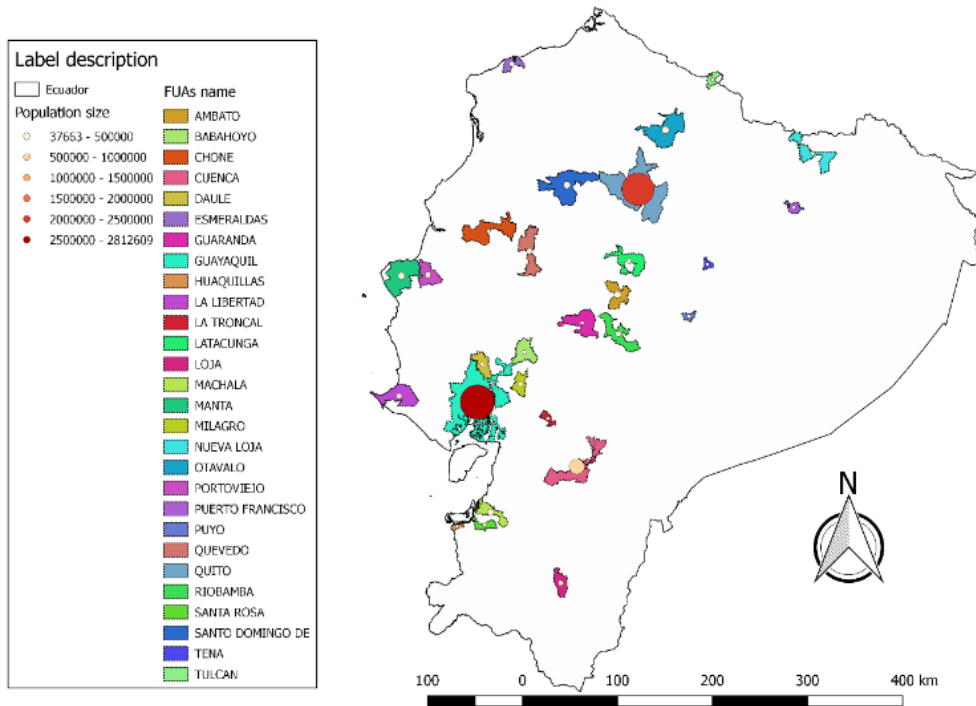 Label description
Ecuador
Population size
37663 - 500000
500000 - 1000000
1000000 - 1500000
1500000 - 2000000
2000000 - 2500000
2500000 - 2812609
FUAs name
AMBATO
BABAHOYO
CHONE
CUENCA
DAULE
ESMERALDAS
GUARANDA
GUAYAQUIL
HUAQUILLAS
LA LIBERTAD
LA TRONCAL
LATACUNGA
LOJA
MACHALA
MANTA
MILAGRO
NUEVA LOJA
OTAVALO
PORTOVIEJO
PUERTO FRANCISCO
PUYO
QUEVEDO
QUITO
RIOBAMBA
SANTA ROSA
SANTO DOMINGO DE
TENA
TULCAN
N
100 0 100 200 300 400 km